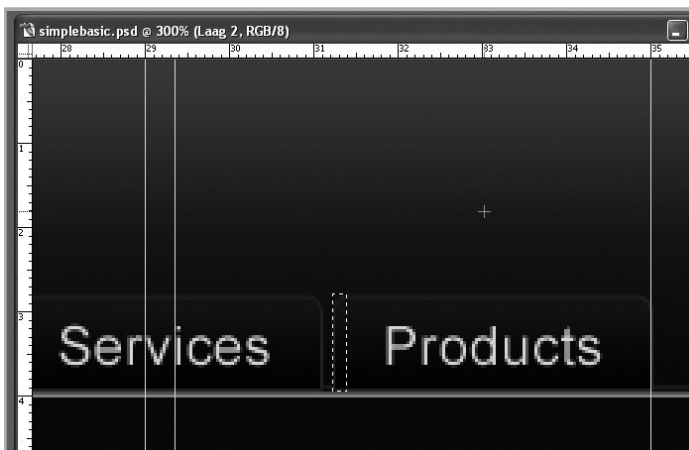 simplebasic.psd @ 300% (Laag 2, RGB/8)
28 29 30 31 32 33 34 35
0
1
2
3
Services Products
4